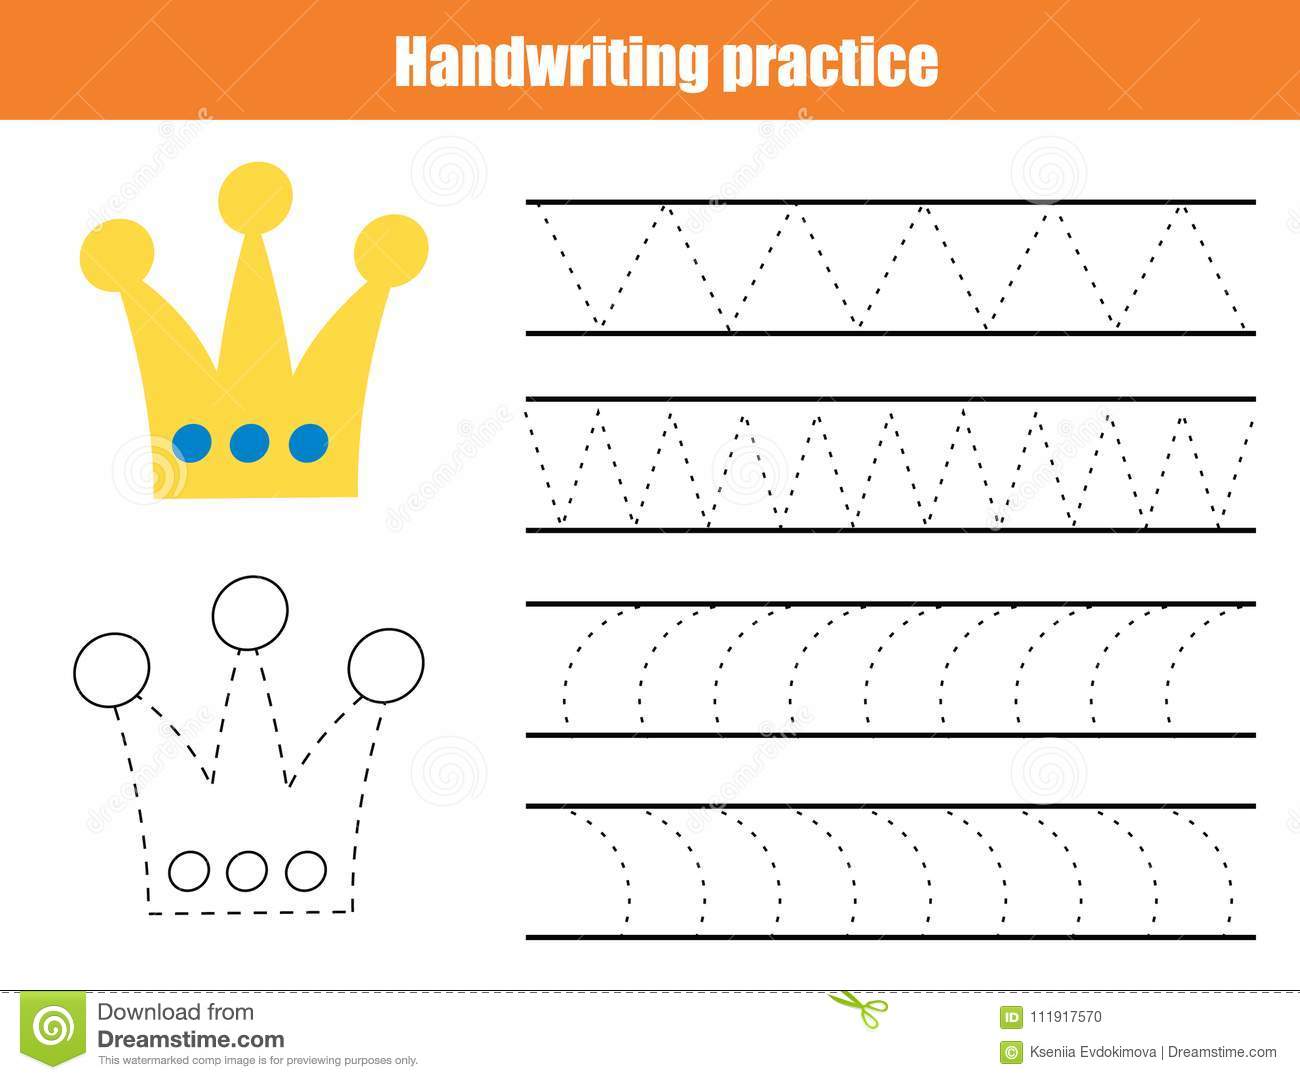 Handwriting practice
Download from
Dreamstime.com
This watermarked comp image is for previewing purposes only.
ID 111917570
© Kseniia Evdokimova | Dreamstime.com